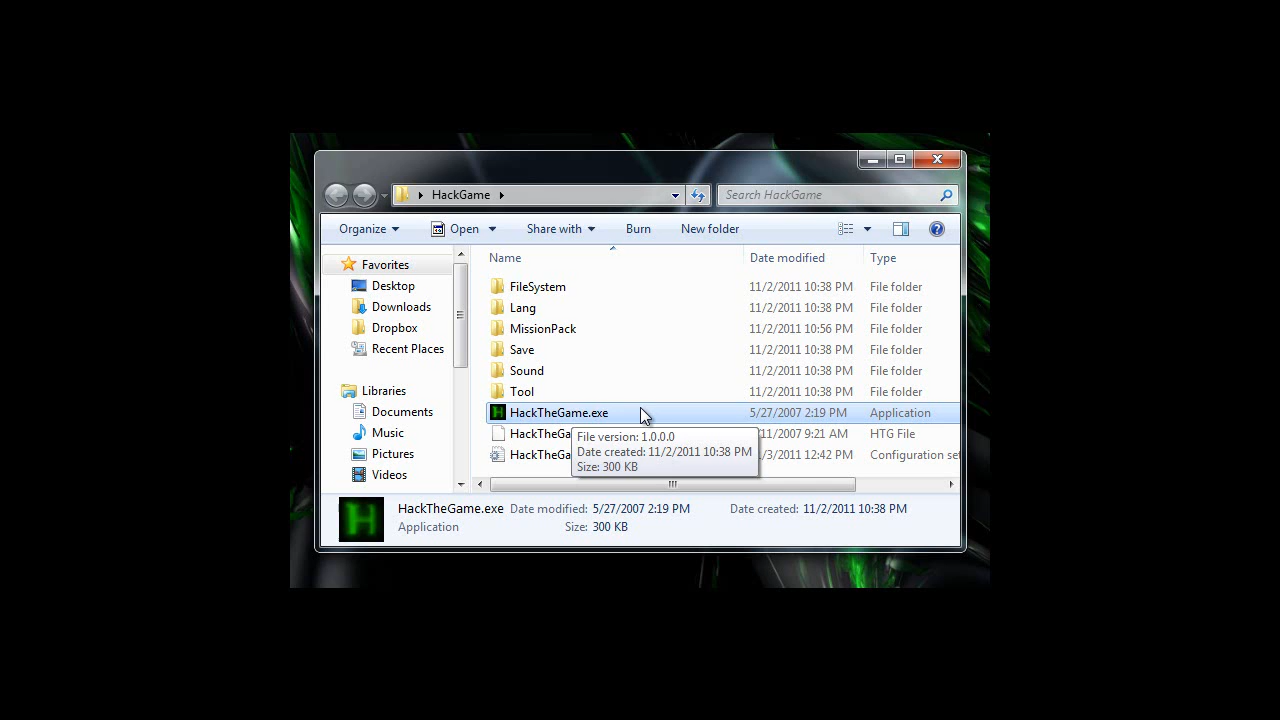 HackGame
Search HackGame
Organize Open Share with Burn New folder
Favorites
Desktop
Downloads
Dropbox
Recent Places
Libraries
Documents
Music
Pictures
Videos
Name Date modified Type
FileSystem 11/2/2011 10:38 PM File folder
Lang 11/2/2011 10:38 PM File folder
MissionPack 11/2/2011 10:56 PM File folder
Save 11/2/2011 10:38 PM File folder
Sound 11/2/2011 10:38 PM File folder
Tool 11/2/2011 10:38 PM File folder
HackTheGame.exe 5/27/2007 2:19 PM Application
HackTheGa 11/2007 9:21 AM HTG File
HackTheGa /3/2011 12:42 PM Configuration set
File version: 1.0.0.0
Date created: 11/2/2011 10:38 PM
Size: 300 KB
H
HackTheGame.exe Date modified: 5/27/2007 2:19 PM Date created: 11/2/2011 10:38 PM
Application Size: 300 KB